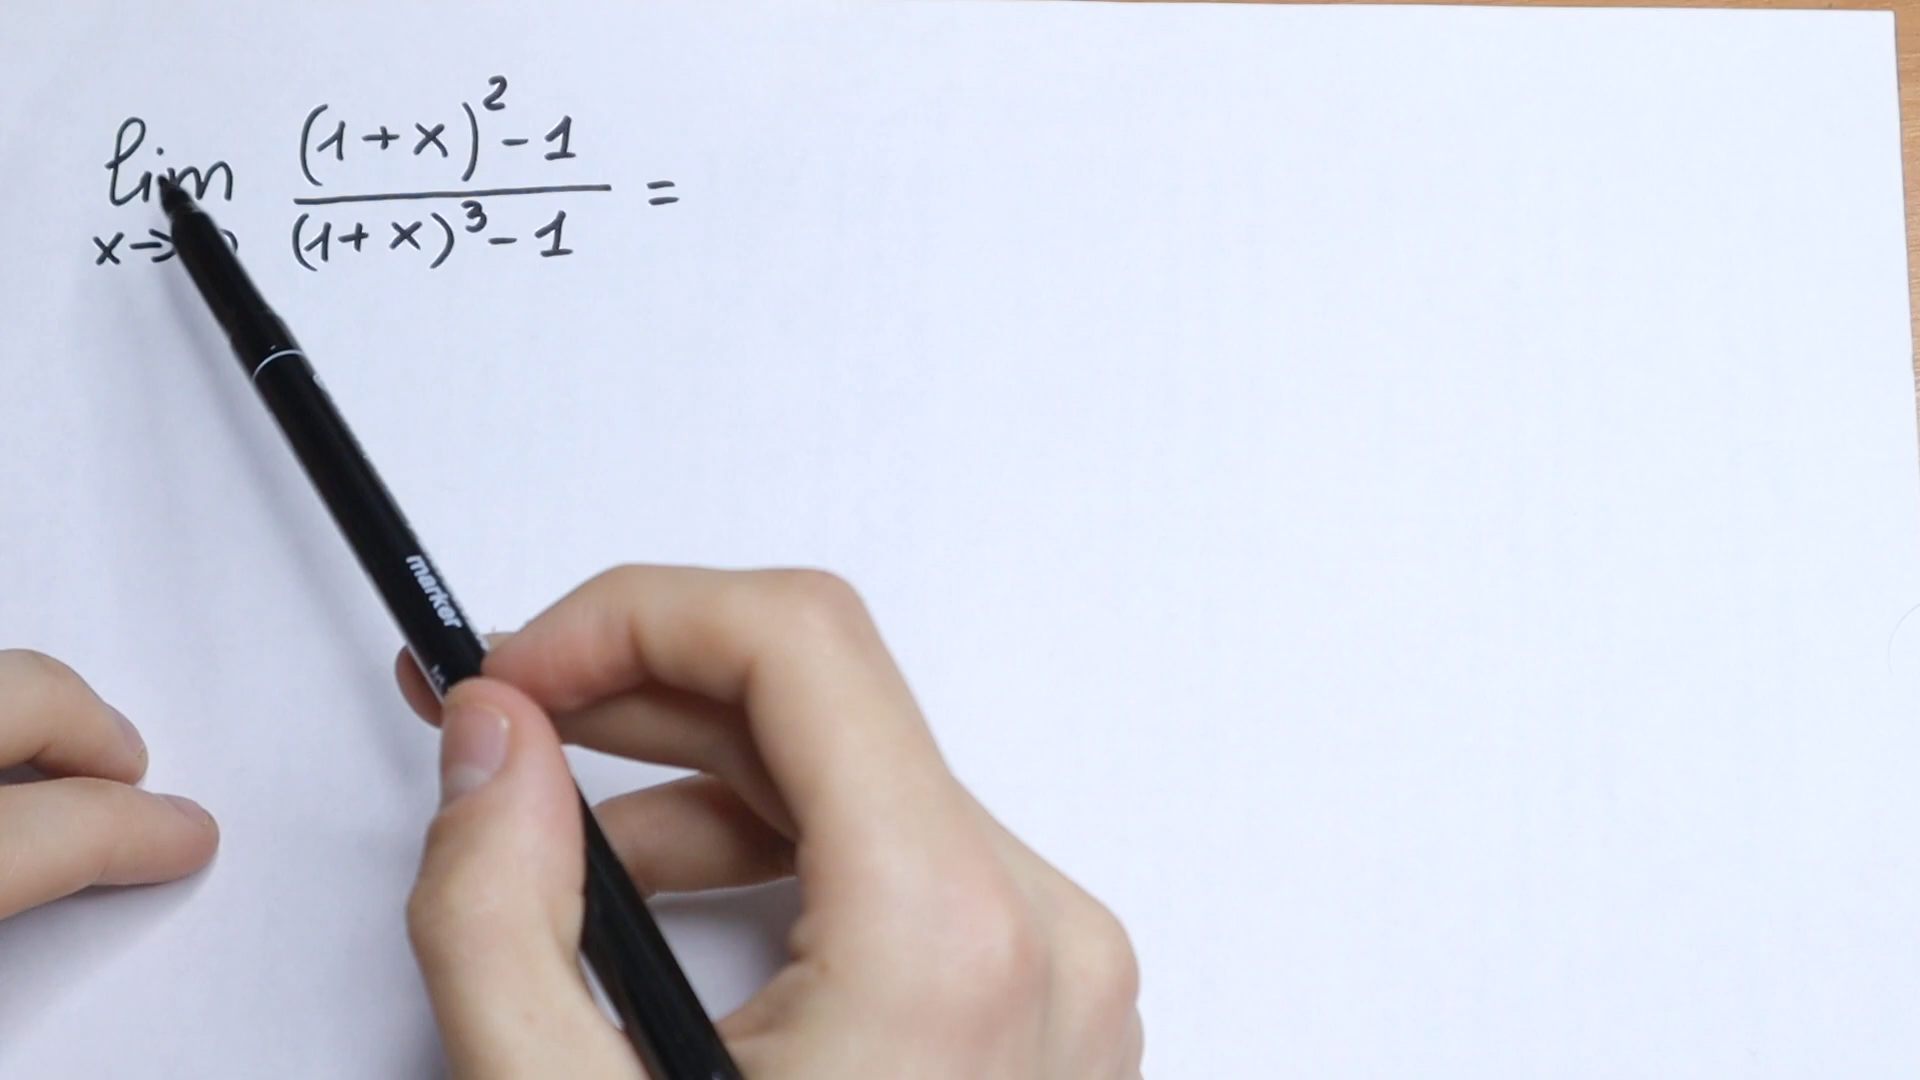 lim (1+x)²-1 / (1+x)³-1 =
x→
marker